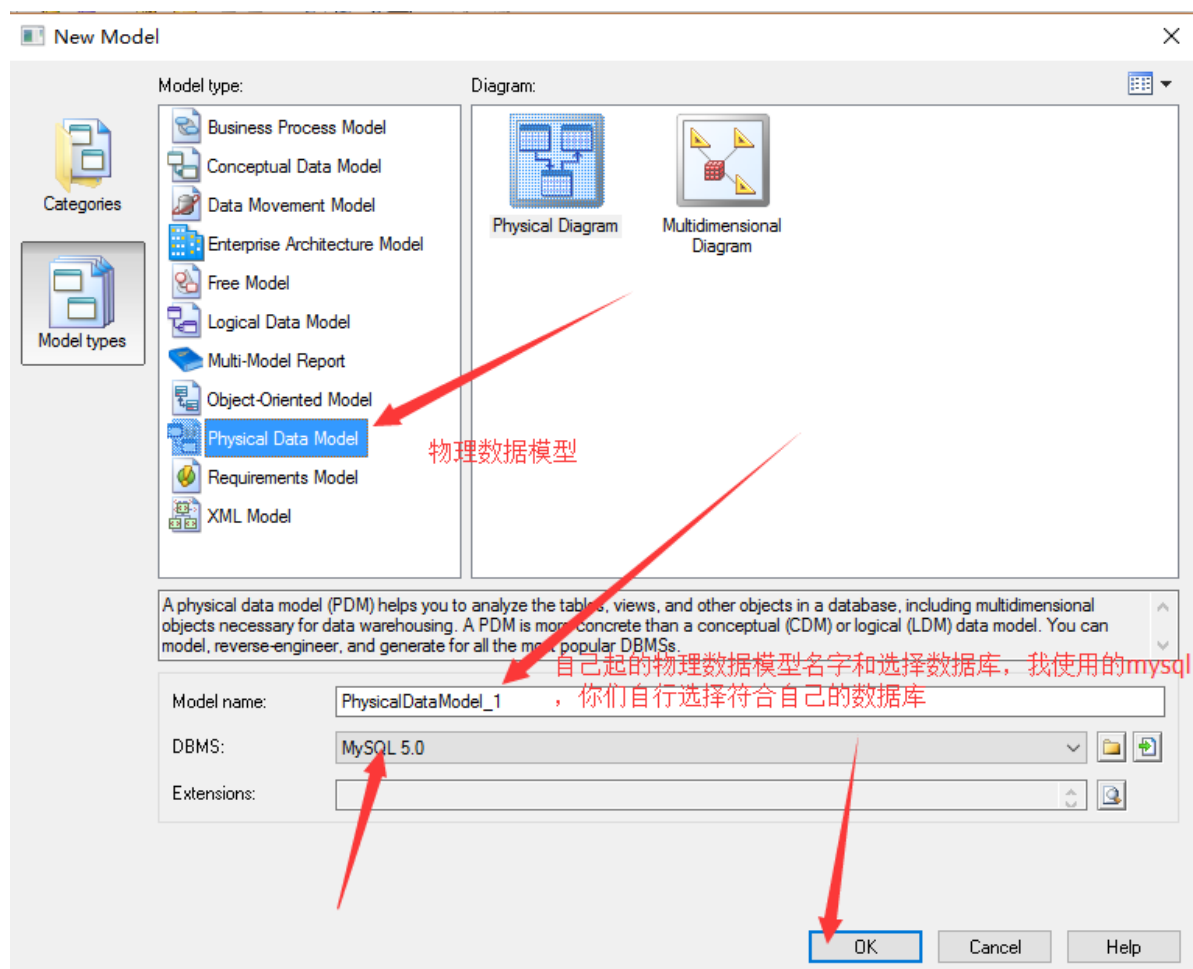 New Model
Model type:
Diagram:
Categories
Model types
Business Process Model
Conceptual Data Model
Data Movement Model
Enterprise Architecture Model
Free Model
Logical Data Model
Multi-Model Report
Object-Oriented Model
Physical Data Model
Requirements Model
XML Model
Physical Diagram
Multidimensional
Diagram
物理数据模型
A physical data model (PDM) helps you to analyze the tables, views, and other objects in a database, including multidimensional
objects necessary for data warehousing. A PDM is more concrete than a conceptual (CDM) or logical (LDM) data model. You can
model, reverse-engineer, and generate for all the most popular DBMSs.
自己起的物理数据模型名字和选择数据库，我使用的mysql
，你们自行选择符合自己的数据库
Model name:
PhysicalDataModel_1
DBMS:
MySQL 5.0
Extensions:
OK
Cancel
Help